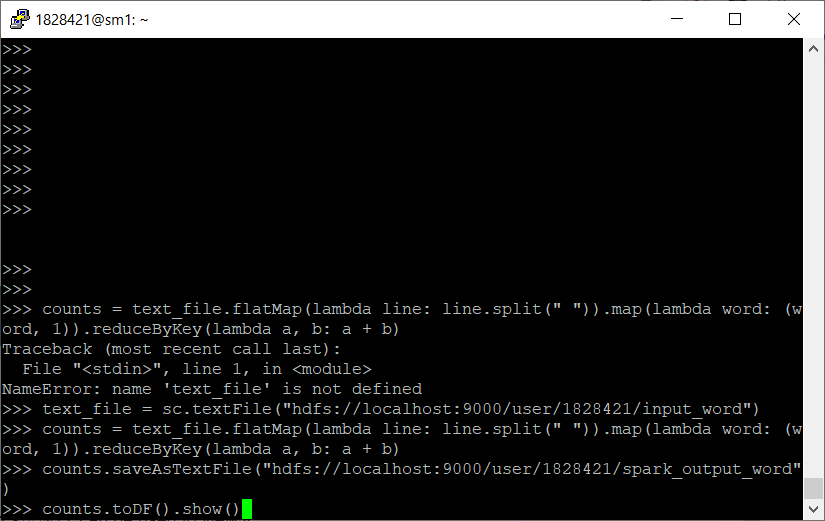 1828421@sm1: ~
>>>
>>>
>>>
>>>
>>>
>>>
>>>
>>>
>>>
>>>
>>>
>>> counts = text_file.flatMap(lambda line: line.split(" ")).map(lambda word: (w
ord, 1)).reduceByKey(lambda a, b: a + b)
Traceback (most recent call last):
  File "<stdin>", line 1, in <module>
NameError: name 'text_file' is not defined
>>> text_file = sc.textFile("hdfs://localhost:9000/user/1828421/input_word")
>>> counts = text_file.flatMap(lambda line: line.split(" ")).map(lambda word: (w
ord, 1)).reduceByKey(lambda a, b: a + b)
>>> counts.saveAsTextFile("hdfs://localhost:9000/user/1828421/spark_output_word"
)
>>> counts.toDF().show()